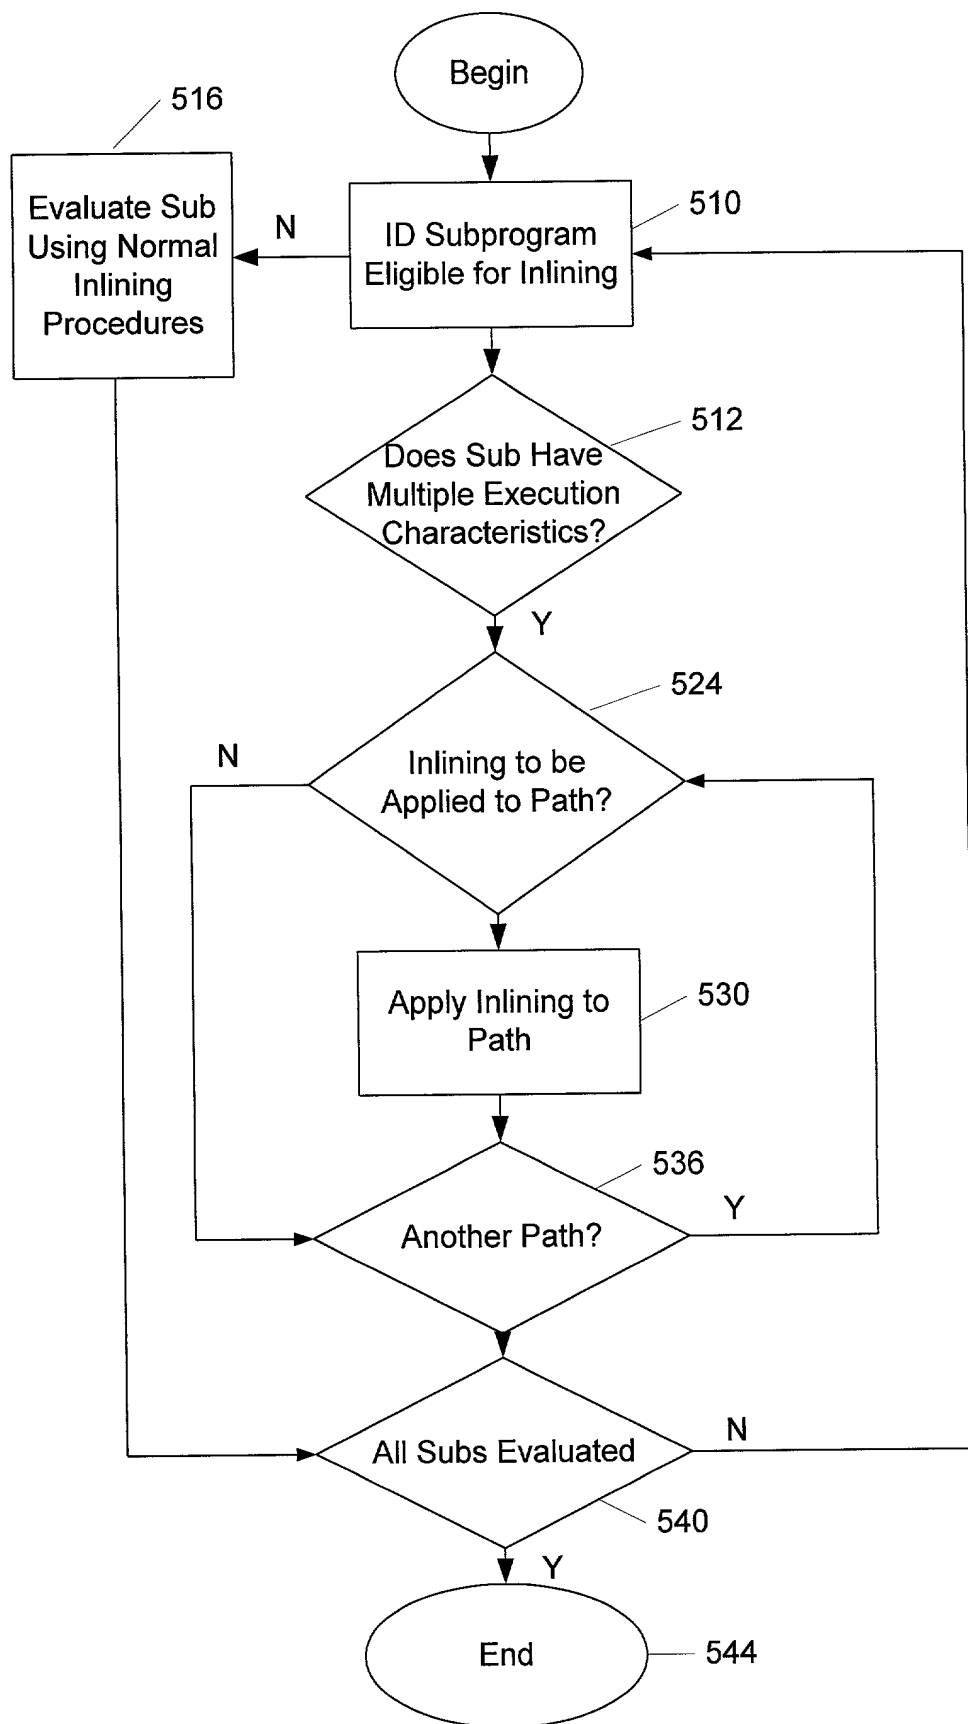 Begin
516
Evaluate Sub
Using Normal
Inlining
Procedures
N
ID Subprogram
Eligible for Inlining
510
512
Does Sub Have
Multiple Execution
Characteristics?
Y
524
N
Inlining to be
Applied to Path?
Apply Inlining to
Path
530
536
Another Path?
Y
All Subs Evaluated
N
540
Y
End
544